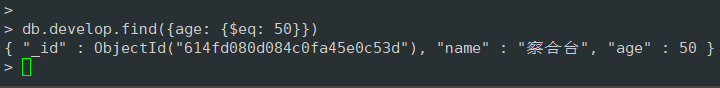 >
> db.develop.find({age: {$eq: 50}})
{ "_id" : ObjectId("614fd080d084c0fa45e0c53d"), "name" : "察合台", "age" : 50 }
>